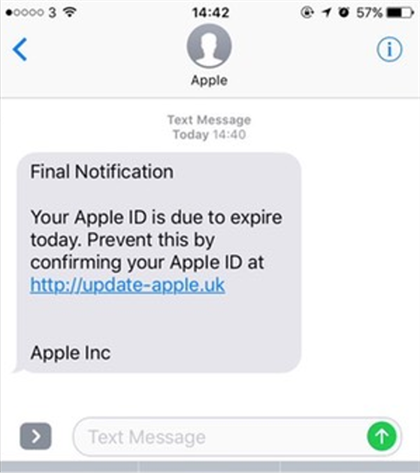 3 14:42 57%
Apple
Text Message
Today 14:40
Final Notification
Your Apple ID is due to expire
today. Prevent this by
confirming your Apple ID at
http://update-apple.uk
Apple Inc
Text Message